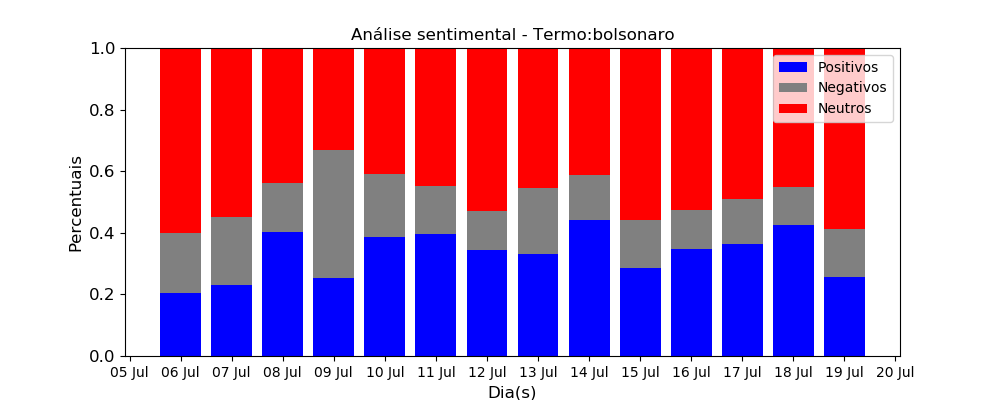 Análise sentimental - Termo:bolsonaro
Positivos
Negativos
Neutros
Percentuais
1.0
0.8
0.6
0.4
0.2
0.0
05 Jul 06 Jul 07 Jul 08 Jul 09 Jul 10 Jul 11 Jul 12 Jul 13 Jul 14 Jul 15 Jul 16 Jul 17 Jul 18 Jul 19 Jul 20 Jul
Dia(s)